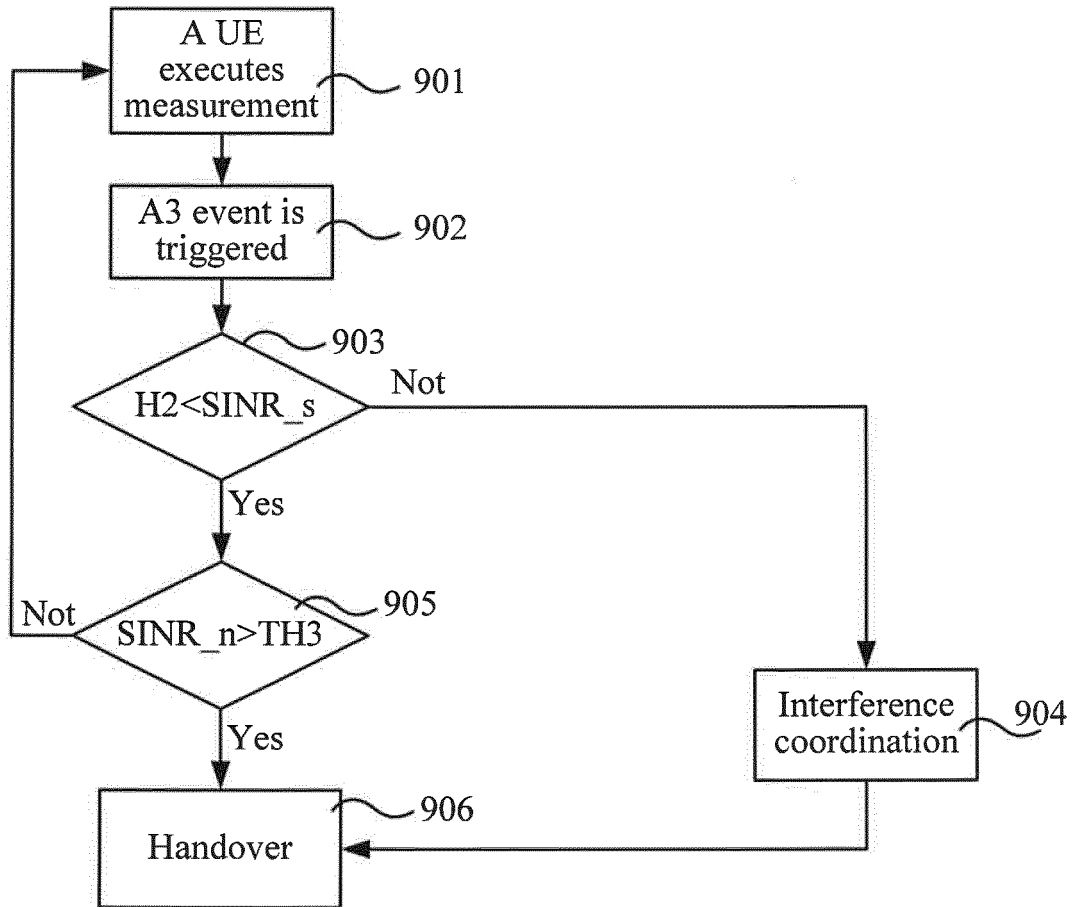 A UE
executes
measurement
901
A3 event is
triggered
902
903
H2<SINR_s
Not
Yes
905
Not
SINR_n>TH3
Yes
Interference
coordination
904
906
Handover